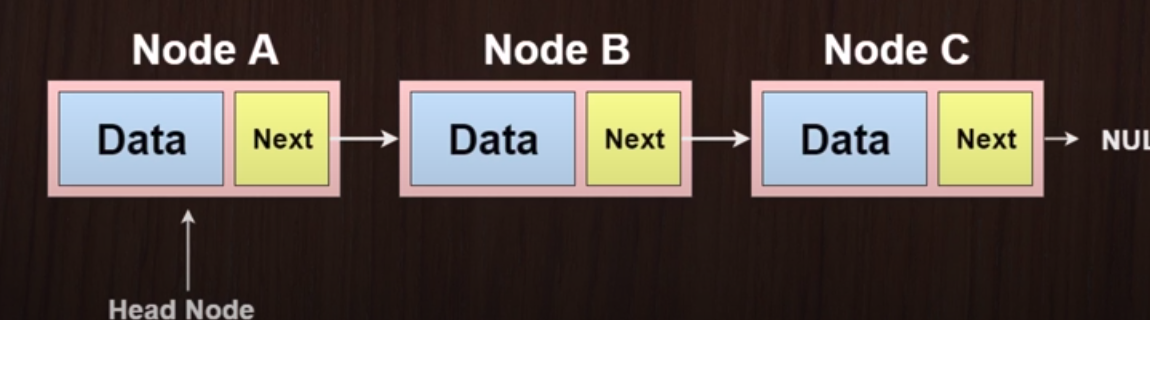 Node A
Node B
Node C
Data
Next
Data
Next
Data
Next
NUL
Head Node